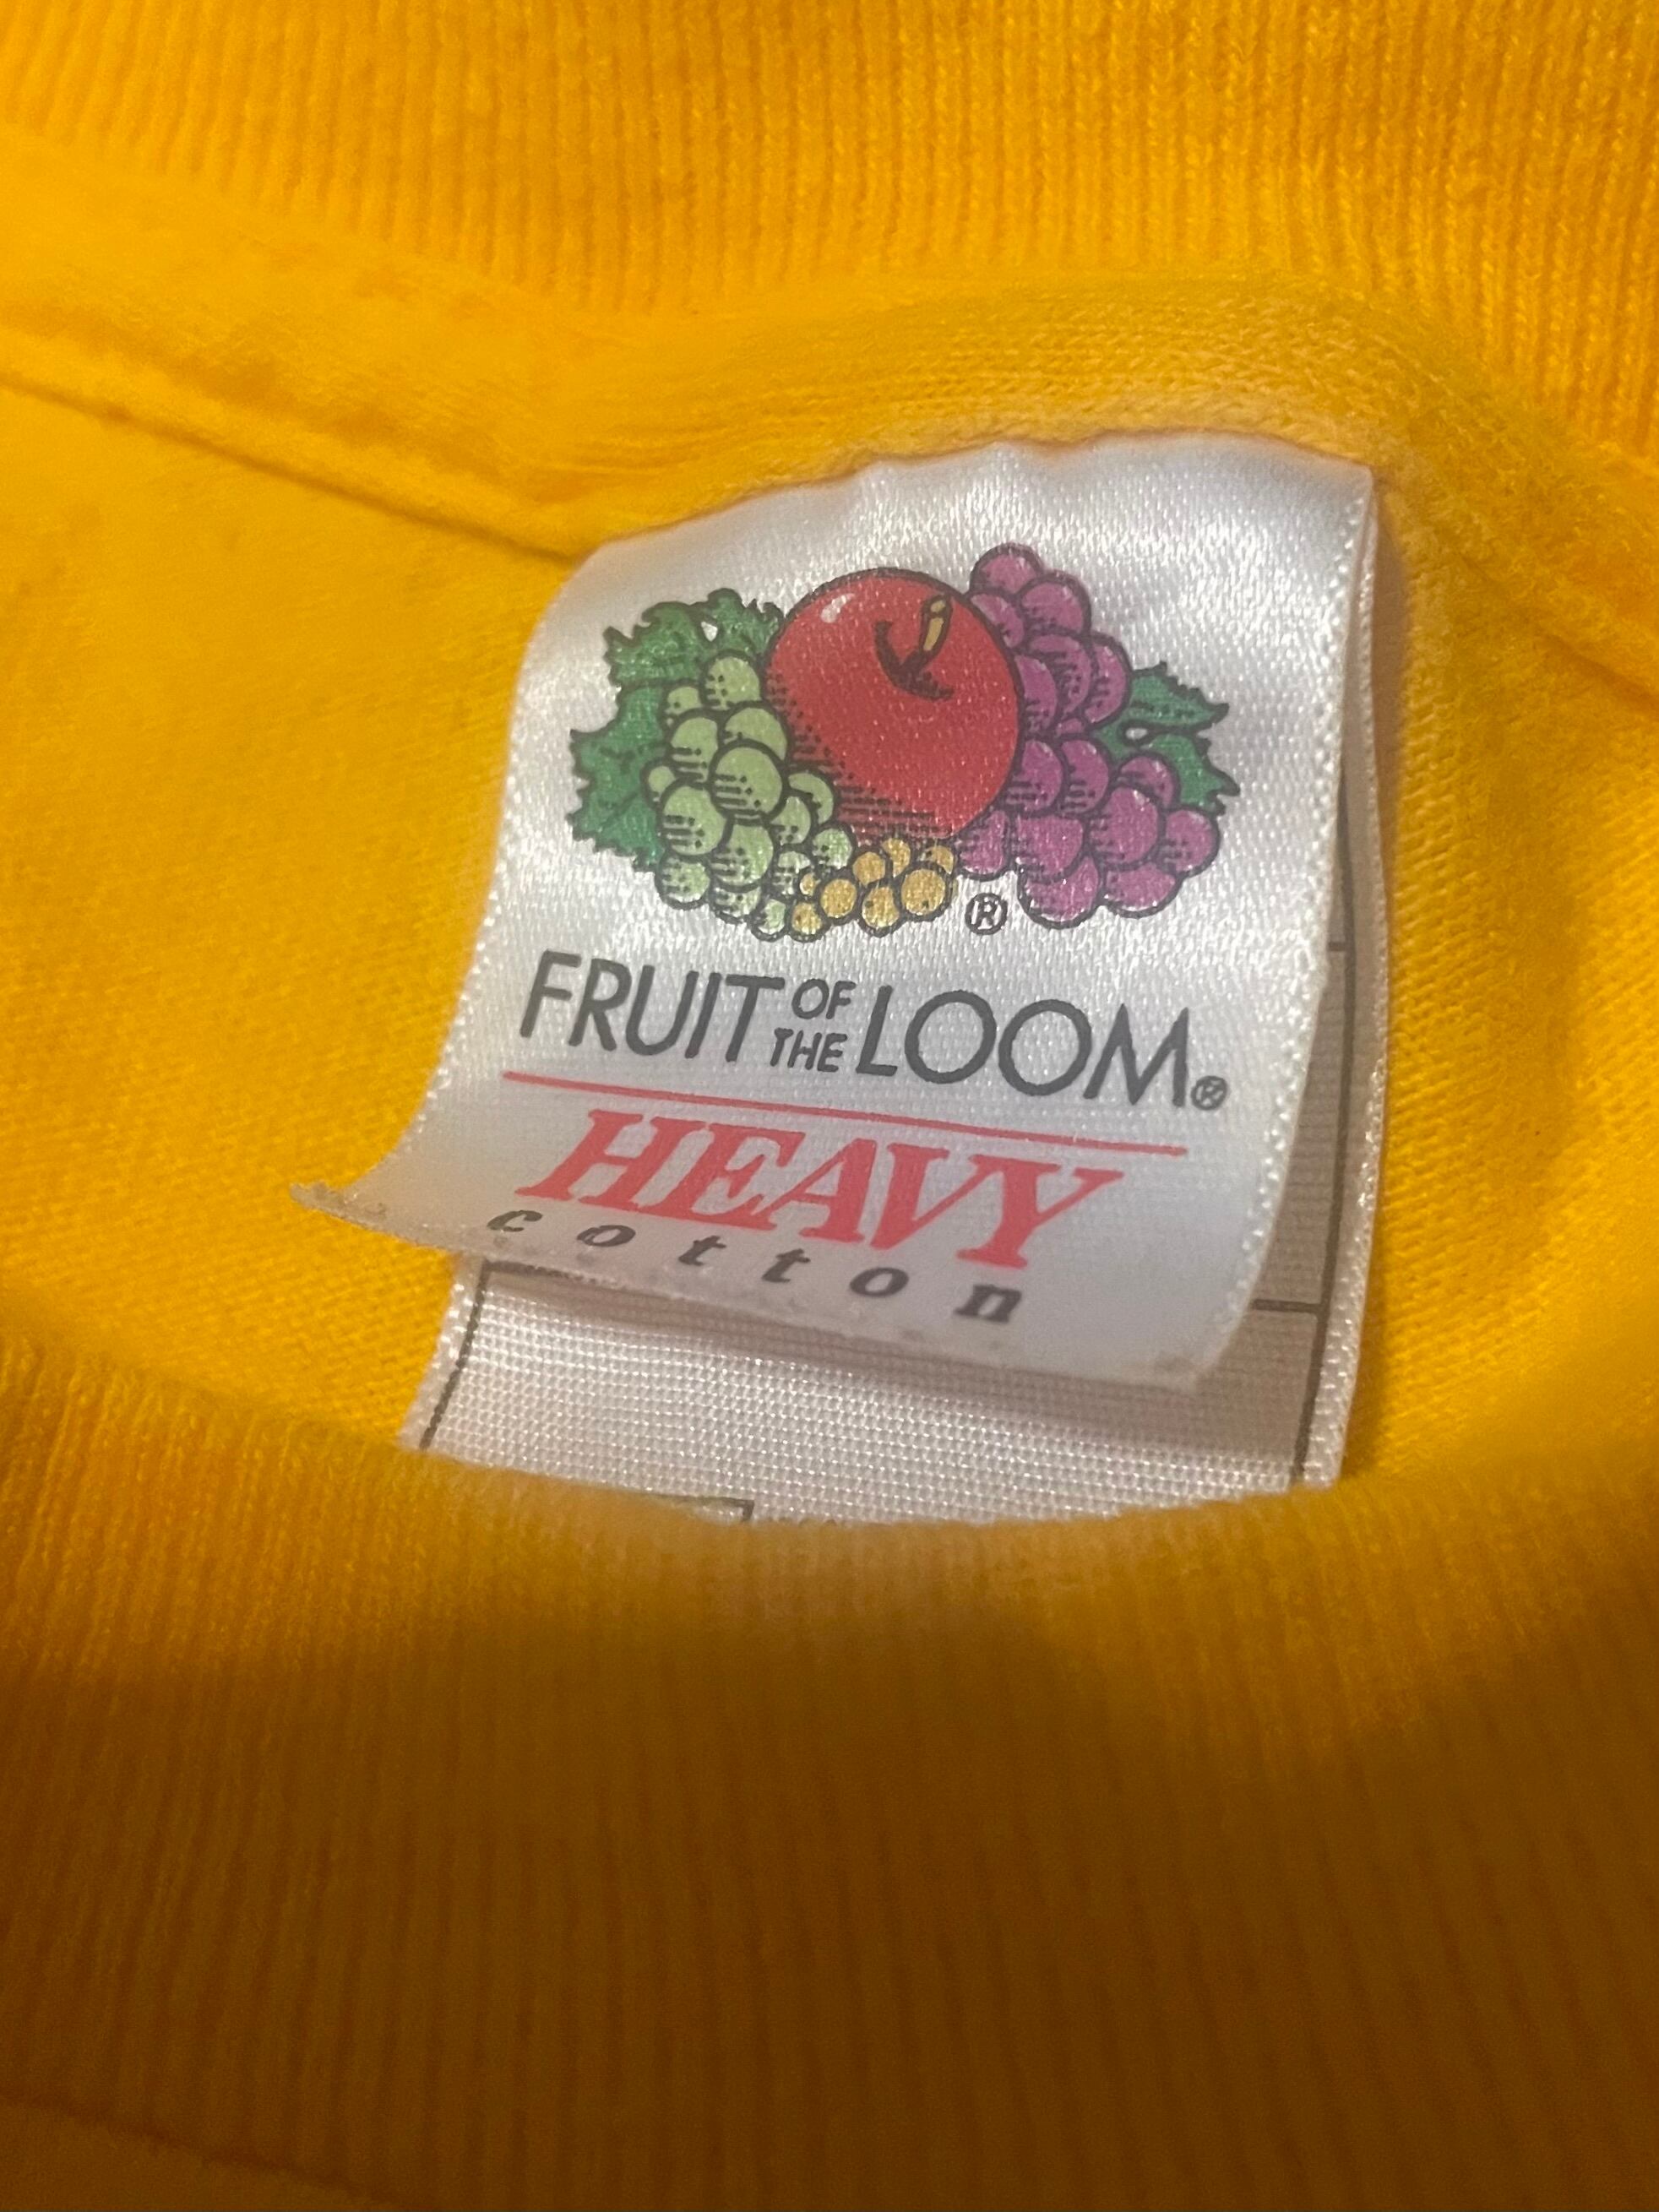 ®
FRUIT OF THE LOOM®
HEAVY
cotton